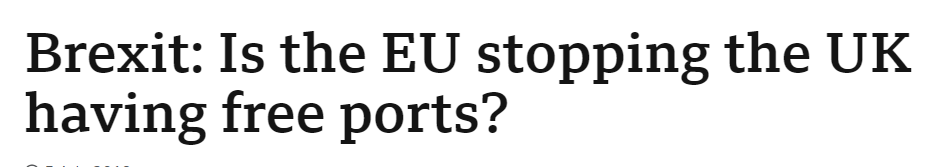 Brexit: Is the EU stopping the UK
having free ports?